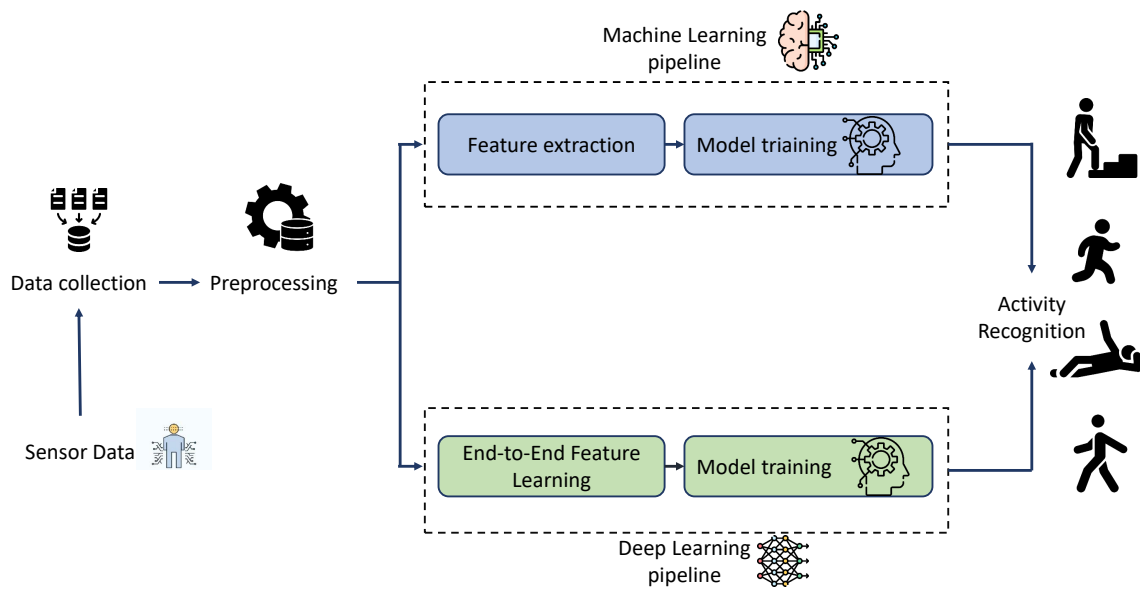 Machine Learning
pipeline
Feature extraction
Model triaining
Data collection
Preprocessing
Activity
Recognition
Sensor Data
End-to-End Feature
Learning
Model training
Deep Learning
pipeline